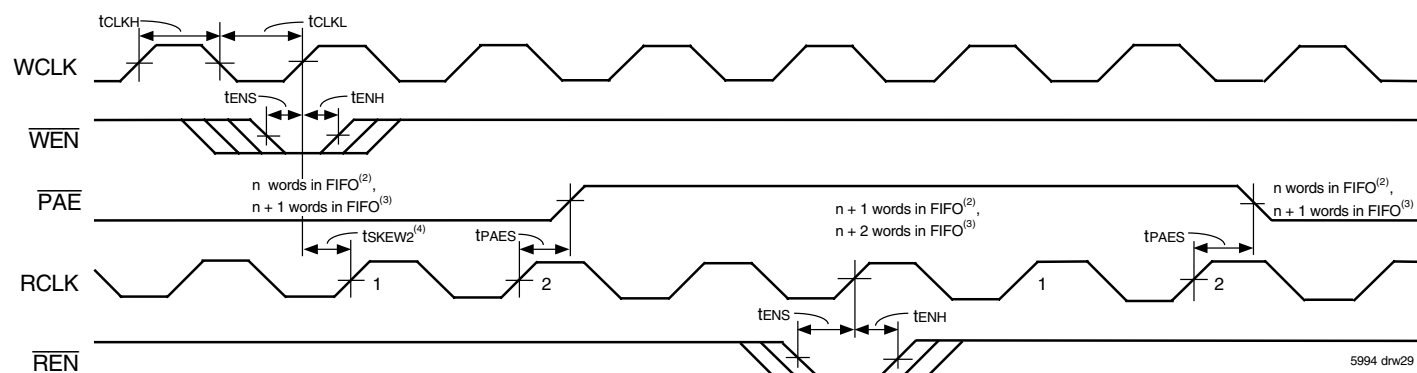 tCLKH
tCLKL
WCLK
tENS
tENH
WEN
n words in FIFO(2),
n + 1 words in FIFO(3)
PAE
n + 1 words in FIFO(2),
n + 2 words in FIFO(3)
n words in FIFO(2),
n + 1 words in FIFO(3)
tSKEW2(4)
tPAES
tPAES
RCLK
1
2
1
2
tENS
tENH
REN
5994 drw29